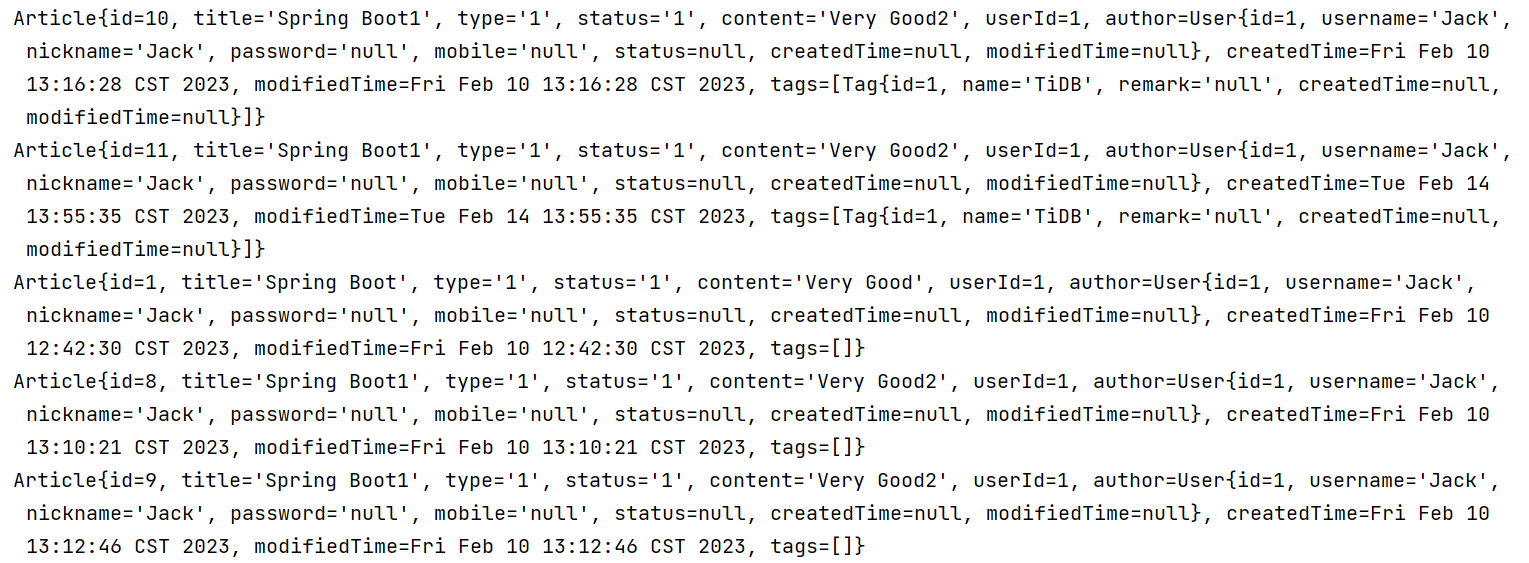 Article{id=10, title='Spring Boot1', type='1', status='1', content='Very Good2', userId=1, author=User{id=1, username='Jack',
nickname='Jack', password='null', mobile='null', status=null, createdTime=null, modifiedTime=null}, createdTime=Fri Feb 10
13:16:28 CST 2023, modifiedTime=Fri Feb 10 13:16:28 CST 2023, tags=[Tag{id=1, name='TiDB', remark='null', createdTime=null,
modifiedTime=null}]}
Article{id=11, title='Spring Boot1', type='1', status='1', content='Very Good2', userId=1, author=User{id=1, username='Jack',
nickname='Jack', password='null', mobile='null', status=null, createdTime=null, modifiedTime=null}, createdTime=Tue Feb 14
13:55:35 CST 2023, modifiedTime=Tue Feb 14 13:55:35 CST 2023, tags=[Tag{id=1, name='TiDB', remark='null', createdTime=null,
modifiedTime=null}]}
Article{id=1, title='Spring Boot', type='1', status='1', content='Very Good', userId=1, author=User{id=1, username='Jack',
nickname='Jack', password='null', mobile='null', status=null, createdTime=null, modifiedTime=null}, createdTime=Fri Feb 10
12:42:30 CST 2023, modifiedTime=Fri Feb 10 12:42:30 CST 2023, tags=[]}
Article{id=8, title='Spring Boot1', type='1', status='1', content='Very Good2', userId=1, author=User{id=1, username='Jack',
nickname='Jack', password='null', mobile='null', status=null, createdTime=null, modifiedTime=null}, createdTime=Fri Feb 10
13:10:21 CST 2023, modifiedTime=Fri Feb 10 13:10:21 CST 2023, tags=[]}
Article{id=9, title='Spring Boot1', type='1', status='1', content='Very Good2', userId=1, author=User{id=1, username='Jack',
nickname='Jack', password='null', mobile='null', status=null, createdTime=null, modifiedTime=null}, createdTime=Fri Feb 10
13:12:46 CST 2023, modifiedTime=Fri Feb 10 13:12:46 CST 2023, tags=[]}